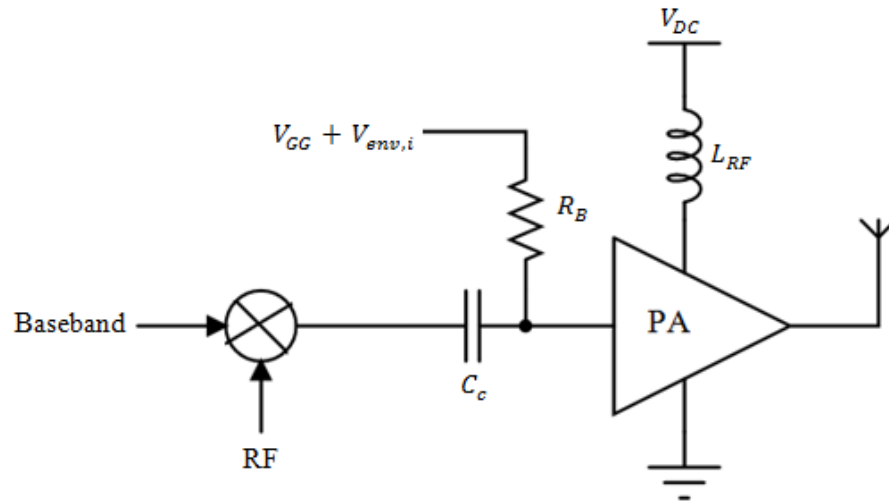 V_DC
V_GG + V_env,i
L_RF
R_B
Baseband
PA
C_c
RF